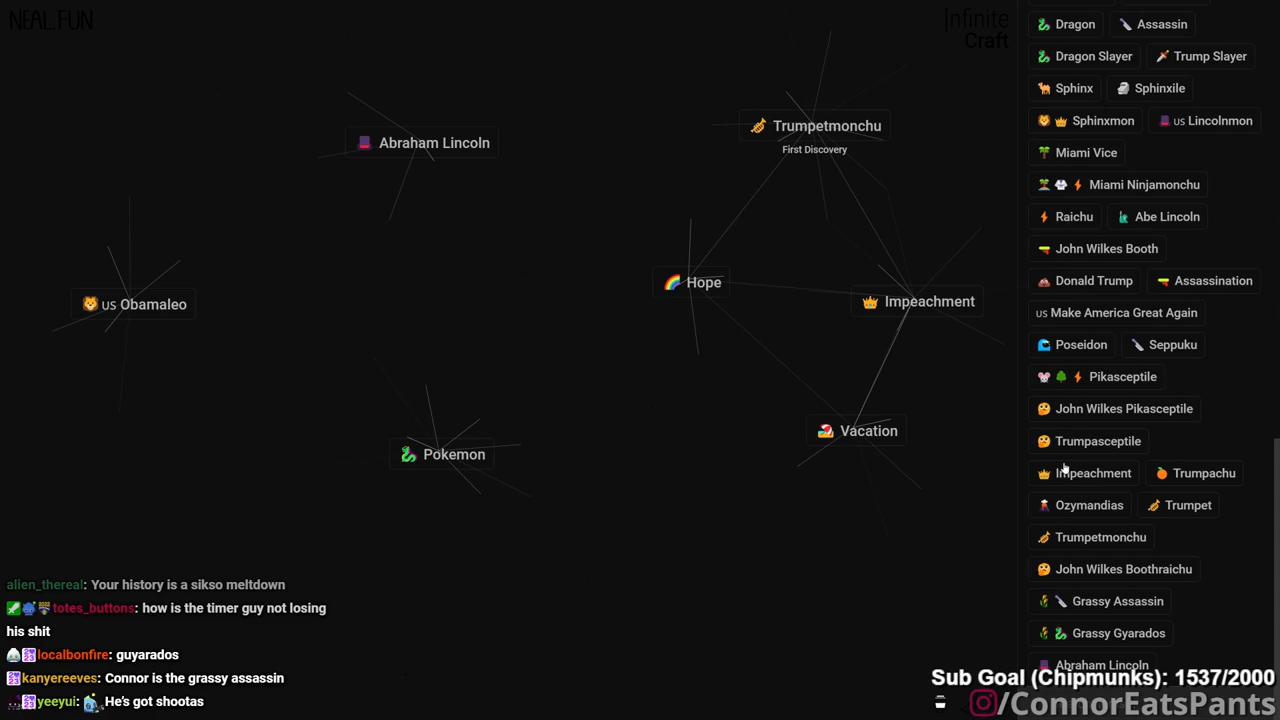 NEAL.FUN
Infinite
Craft
Abraham Lincoln
Trumpetmonchu
First Discovery
Hope
US Obamaleo
Impeachment
Vacation
Pokemon
Dragon
Assassin
Dragon Slayer
Trump Slayer
Sphinx
Sphinxile
Sphinxmon
US Lincolnmon
Miami Vice
Miami Ninjamonchu
Raichu
Abe Lincoln
John Wilkes Booth
Donald Trump
Assassination
US Make America Great Again
Poseidon
Seppuku
Pikasceptile
John Wilkes Pikasceptile
Trumpasceptile
Impeachment
Trumpachu
Ozymandias
Trumpet
Trumpetmonchu
John Wilkes Boothraichu
Grassy Assassin
Grassy Gyarados
Abraham Lincoln
alien_thereal: Your history is a sikso meltdown
totes_buttons: how is the timer guy not losing
his shit
localbonfire: guyarados
kanyereeves: Connor is the grassy assassin
yeeyui: He's got shootas
Sub Goal (Chipmunks): 1537/2000
/ConnorEatsPants